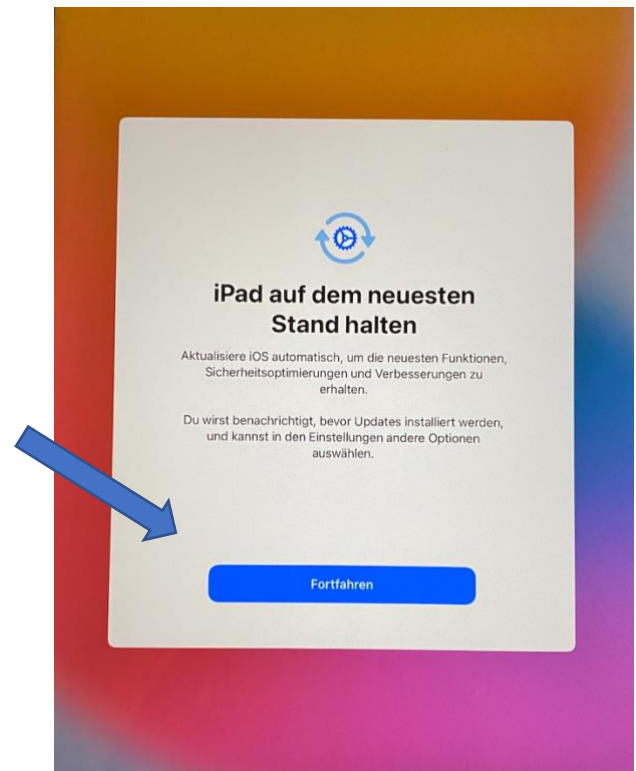 iPad auf dem neuesten
Stand halten
Aktualisiere iOS automatisch, um die neuesten Funktionen,
Sicherheitsoptimierungen und Verbesserungen zu
erhalten.
Du wirst benachrichtigt, bevor Updates installiert werden,
und kannst in den Einstellungen andere Optionen
auswählen.
Fortfahren